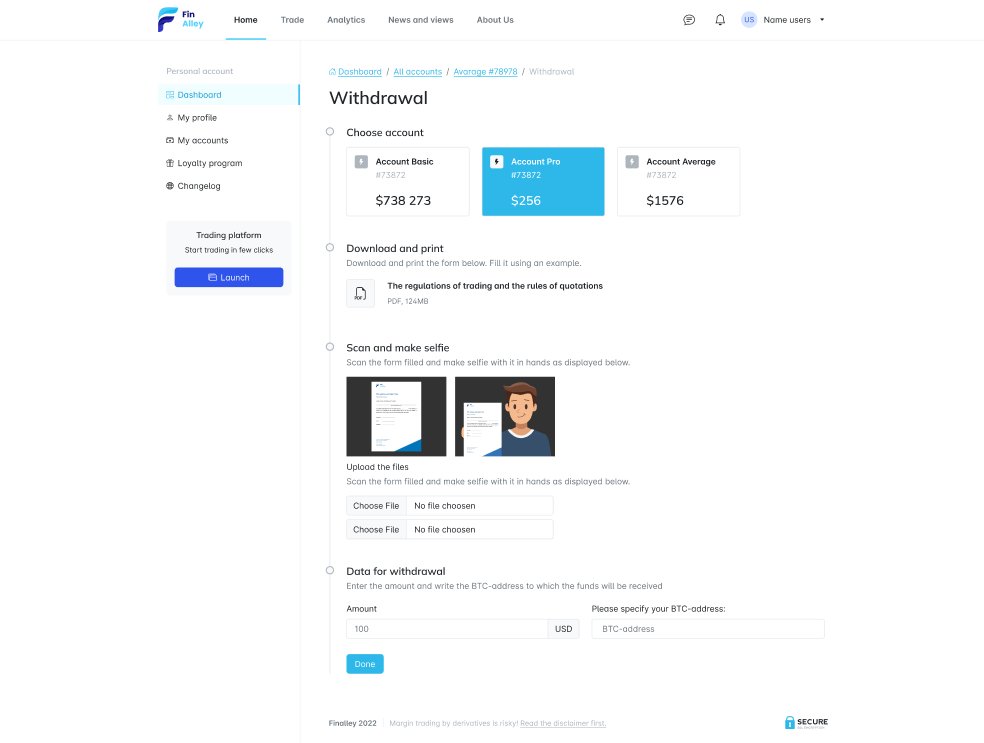 Fin
Alley
Home
Trade
Analytics
News and views
About Us
US
Name users
Personal account
Dashboard
My profile
My accounts
Loyalty program
Changelog
Trading platform
Start trading in few clicks
Launch
Dashboard / All accounts / Avarage #78978 / Withdrawal
Withdrawal
Choose account
Account Basic
#73872
$738 273
Account Pro
#73872
$256
Account Average
#73872
$1576
Download and print
Download and print the form below. Fill it using an example.
PDF
The regulations of trading and the rules of quotations
PDF, 124MB
Scan and make selfie
Scan the form filled and make selfie with it in hands as displayed below.
Upload the files
Scan the form filled and make selfie with it in hands as displayed below.
Choose File No file choosen
Choose File No file choosen
Data for withdrawal
Enter the amount and write the BTC-address to which the funds will be received
Amount
100 USD
Please specify your BTC-address:
BTC-address
Done
Finalley 2022
Margin trading by derivatives is risky! Read the disclaimer first.
SECURE